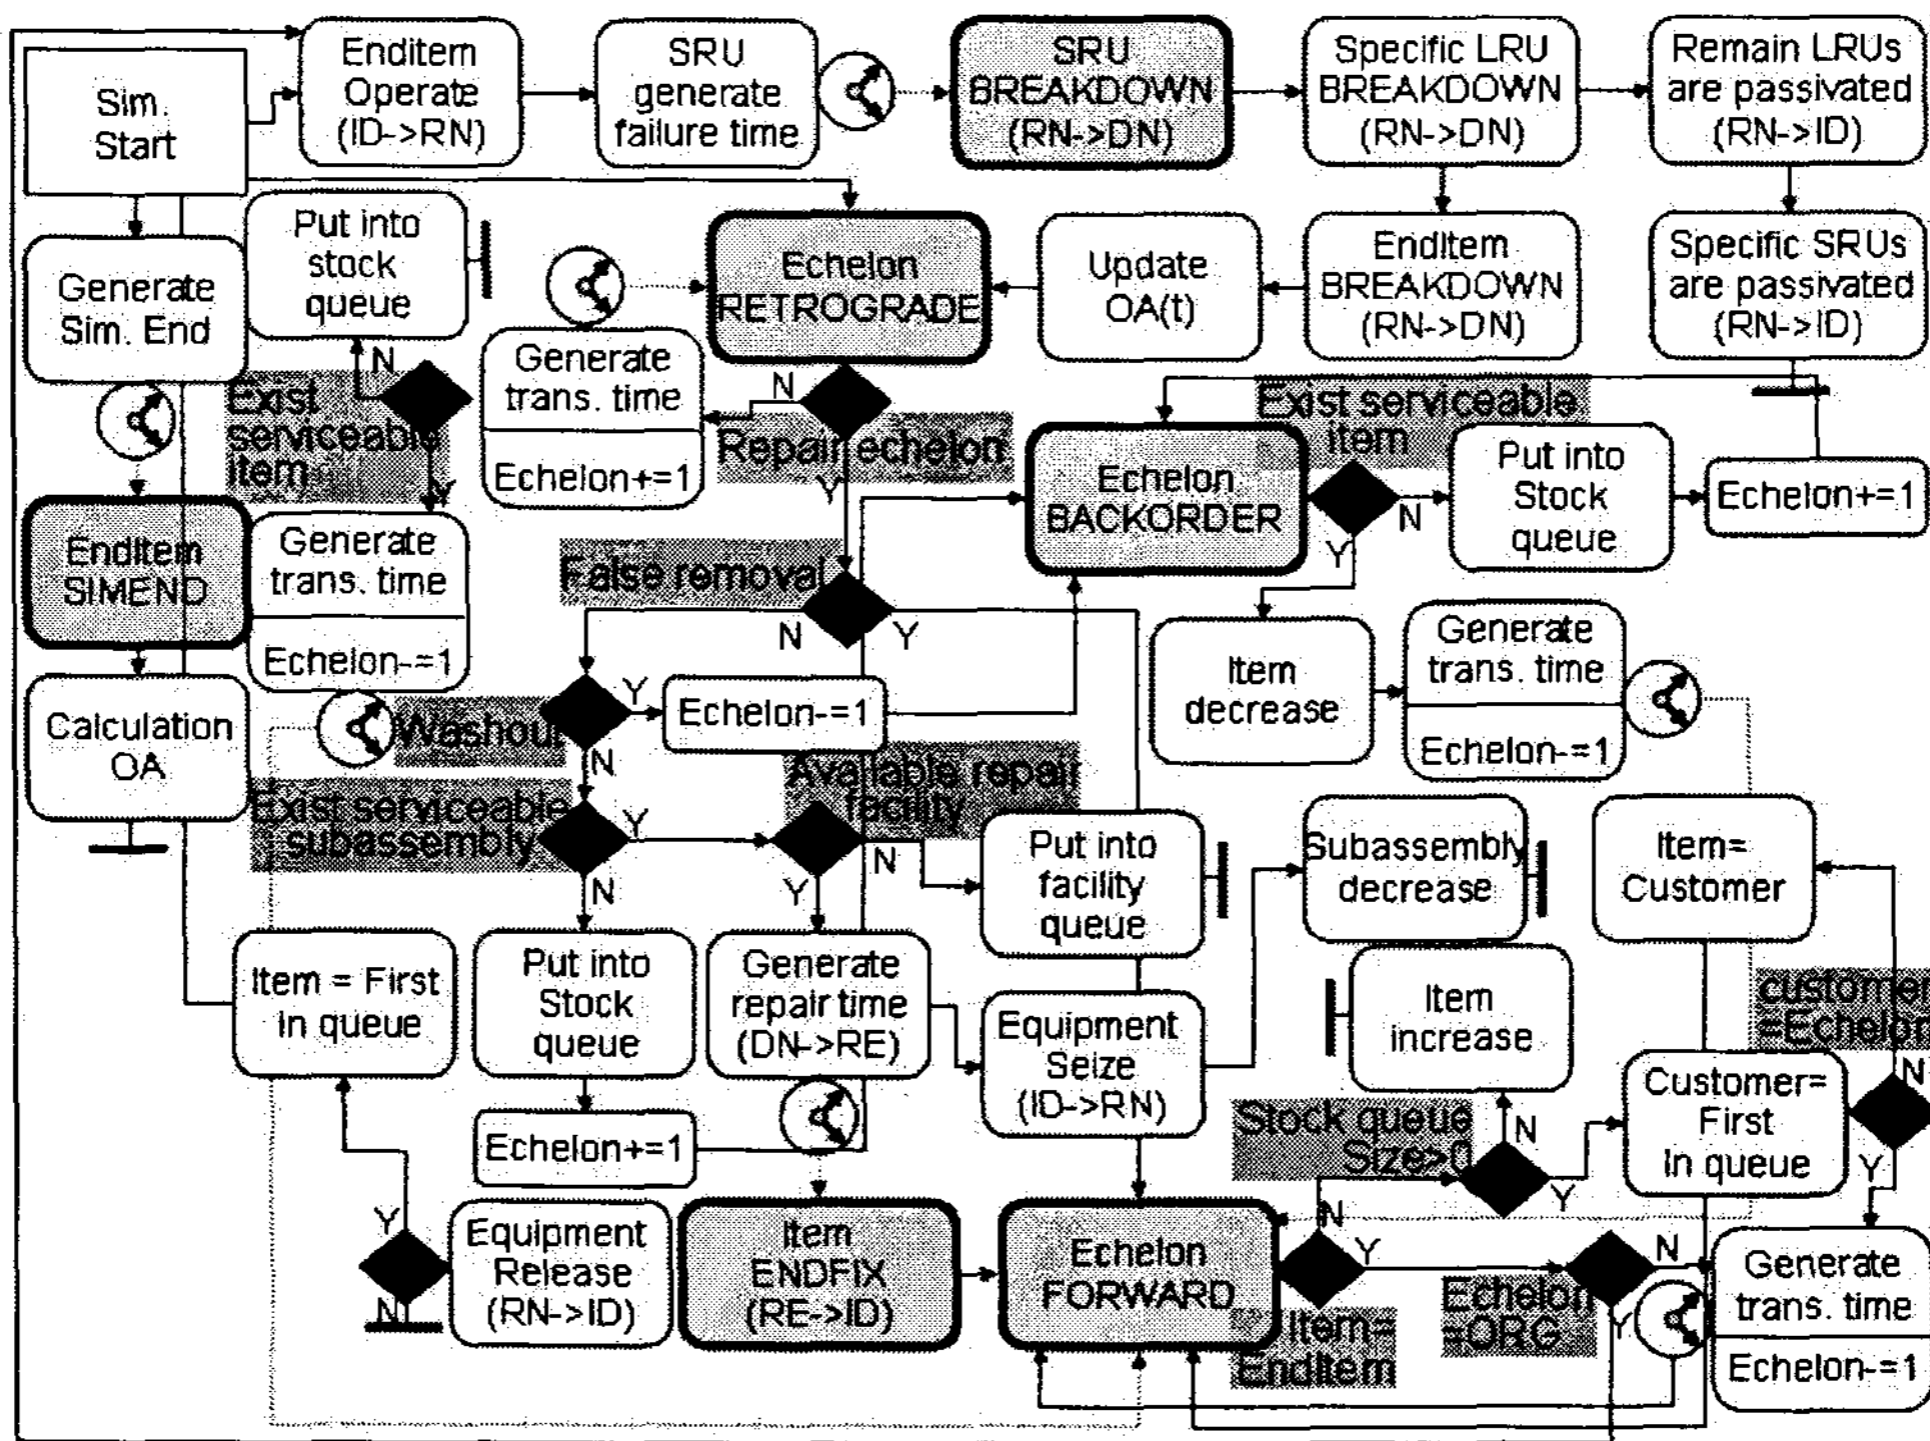 Sim.
Start
EndItem
Operate
(ID->RN)
SRU
generate
failure time
SRU
BREAKDOWN
(RN->DN)
Specific LRU
BREAKDOWN
(RN->DN)
Remain LRUs
are passivated
(RN->ID)
Generate
Sim. End
Put into
stock
queue
N
Exist
serviceable
item
Y
Generate
trans. time
Echelon+=1
Echelon
RETROGRADE
N
Repair echelon
Y
Update
OA(t)
EndItem
BREAKDOWN
(RN->DN)
Specific SRUs
are passivated
(RN->ID)
Echelon
BACKORDER
Exist serviceable
item
N
Y
Put into
Stock
queue
Echelon+=1
EndItem
SIMEND
Generate
trans. time
Echelon-=1
False removal
N
Y
Item
decrease
Generate
trans. time
Echelon-=1
Calculation
OA
Washout
Y
N
Echelon-=1
Exist serviceable
subassembly
Y
N
Available repair
facility
N
Y
Put into
facility
queue
Subassembly
decrease
Item=
Customer
Item = First
In queue
Put into
Stock
queue
Generate
repair time
(DN->RE)
Equipment
Seize
(ID->RN)
Item
increase
customer
=Echelon
N
Y
Echelon+=1
Stock queue
Size>0
N
Y
Customer=
First
In queue
Y
N
Equipment
Release
(RN->ID)
Item
ENDFIX
(RE->ID)
Echelon
FORWARD
N
Y
Item=
EndItem
Echelon
=ORG
N
Y
Generate
trans. time
Echelon-=1